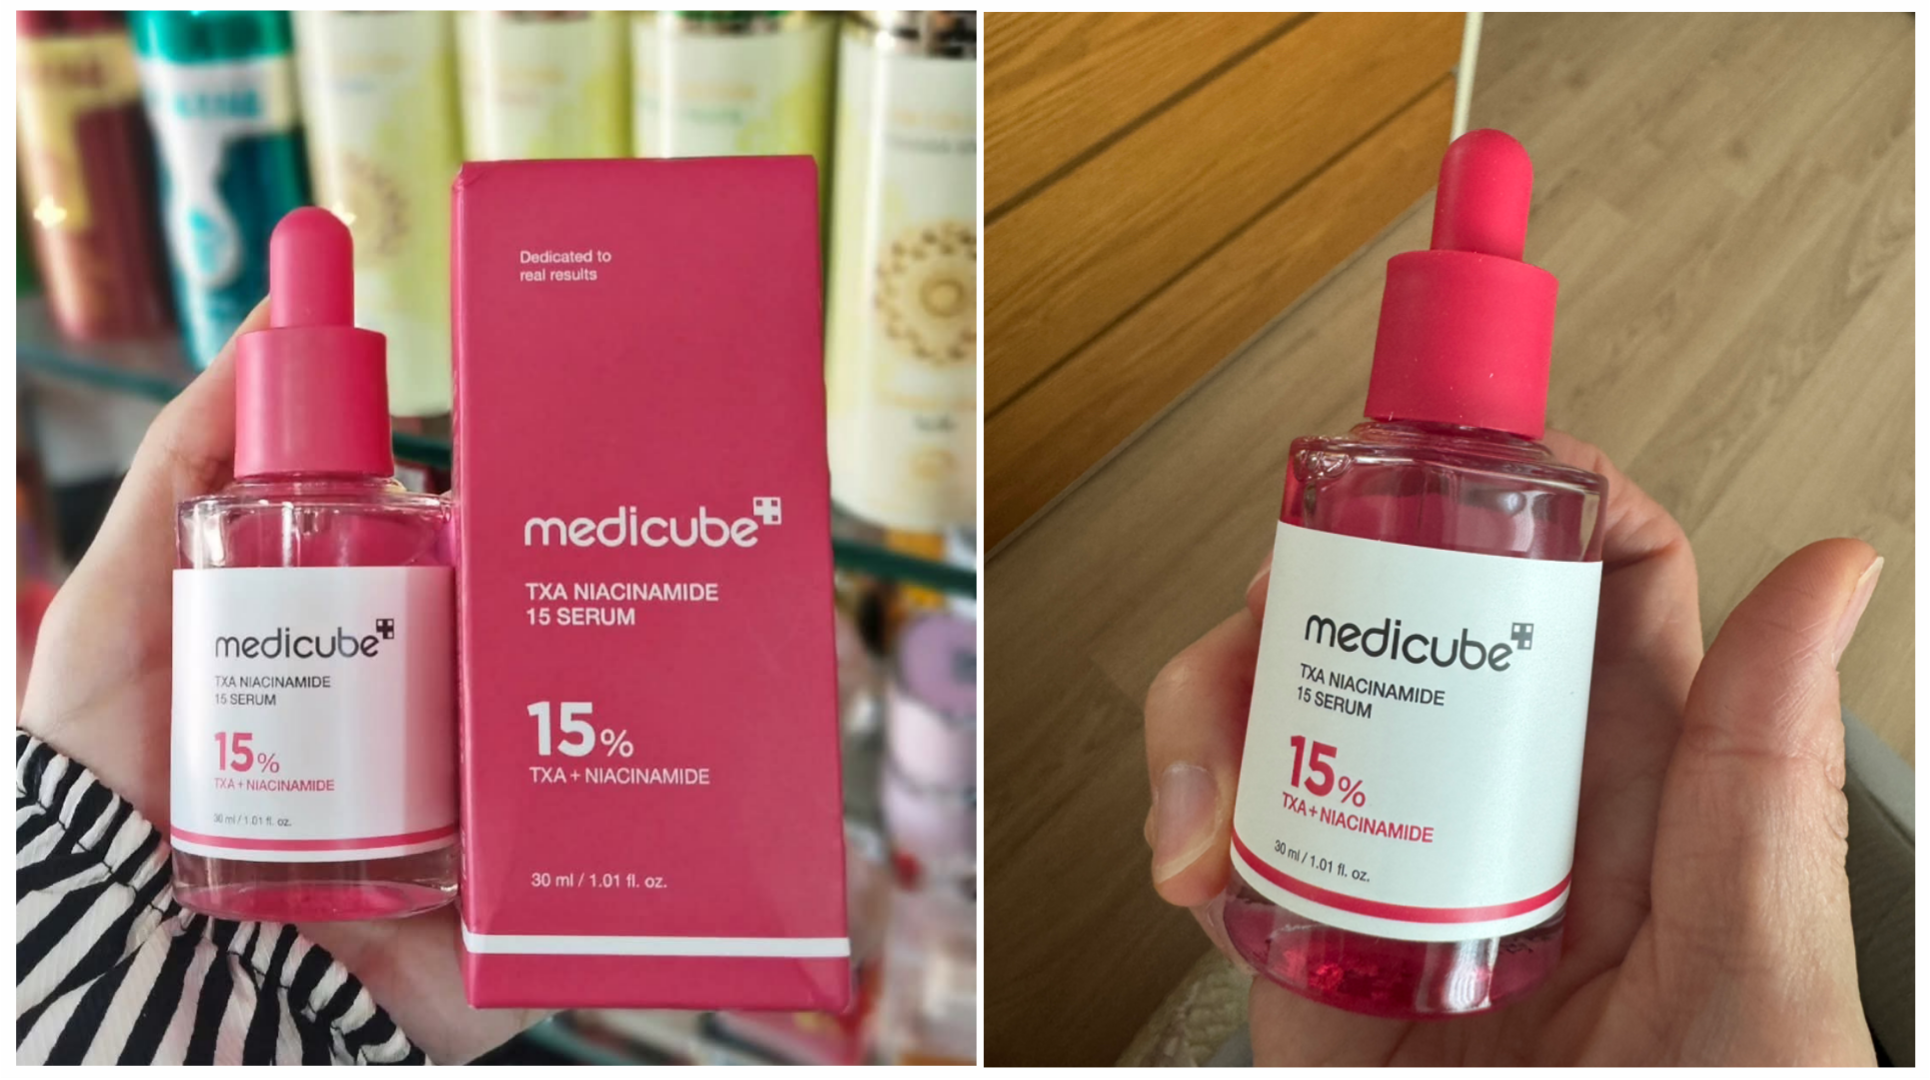 medicube
TXA NIACINAMIDE
15 SERUM
15%
TXA + NIACINAMIDE
30 ml / 1.01 fl. oz.
Dedicated to
real results
medicube
TXA NIACINAMIDE
15 SERUM
15%
TXA + NIACINAMIDE
30 ml / 1.01 fl. oz.
medicube
TXA NIACINAMIDE
15 SERUM
15%
TXA + NIACINAMIDE
30 ml / 1.01 fl. oz.